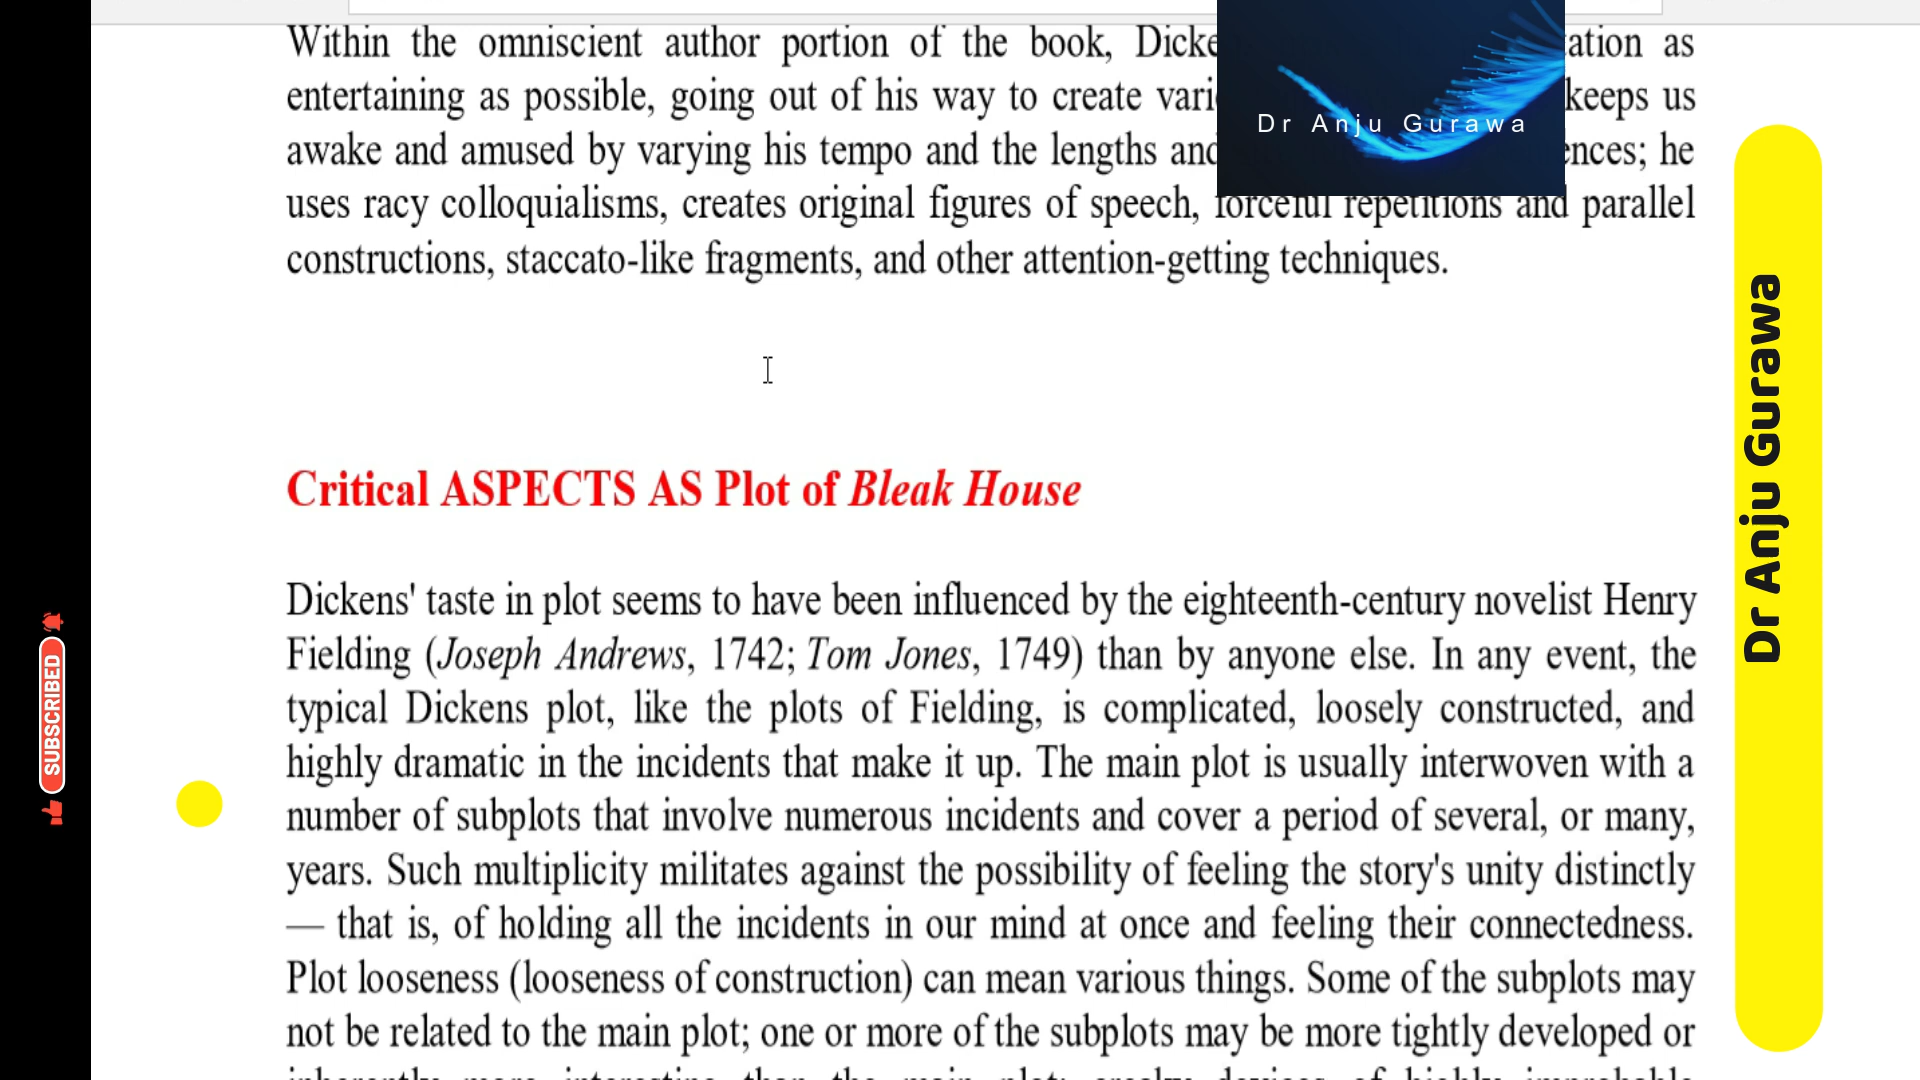 Within the omniscient author portion of the book, ation as
entertaining as possible, going out of his way to create keeps us
awake and amused by varying his tempo and the lengths and ences; he
uses racy colloquialisms, creates original figures of speech, forceful repetitions and parallel
constructions, staccato-like fragments, and other attention-getting techniques.
Dr Anju Gurawa
Critical ASPECTS AS Plot of Bleak House
Dickens' taste in plot seems to have been influenced by the eighteenth-century novelist Henry
Fielding (Joseph Andrews, 1742; Tom Jones, 1749) than by anyone else. In any event, the
typical Dickens plot, like the plots of Fielding, is complicated, loosely constructed, and
highly dramatic in the incidents that make it up. The main plot is usually interwoven with a
number of subplots that involve numerous incidents and cover a period of several, or many,
years. Such multiplicity militates against the possibility of feeling the story's unity distinctly
— that is, of holding all the incidents in our mind at once and feeling their connectedness.
Plot looseness (looseness of construction) can mean various things. Some of the subplots may
not be related to the main plot; one or more of the subplots may be more tightly developed or
Dr Anju Gurawa
SUBSCRIBED